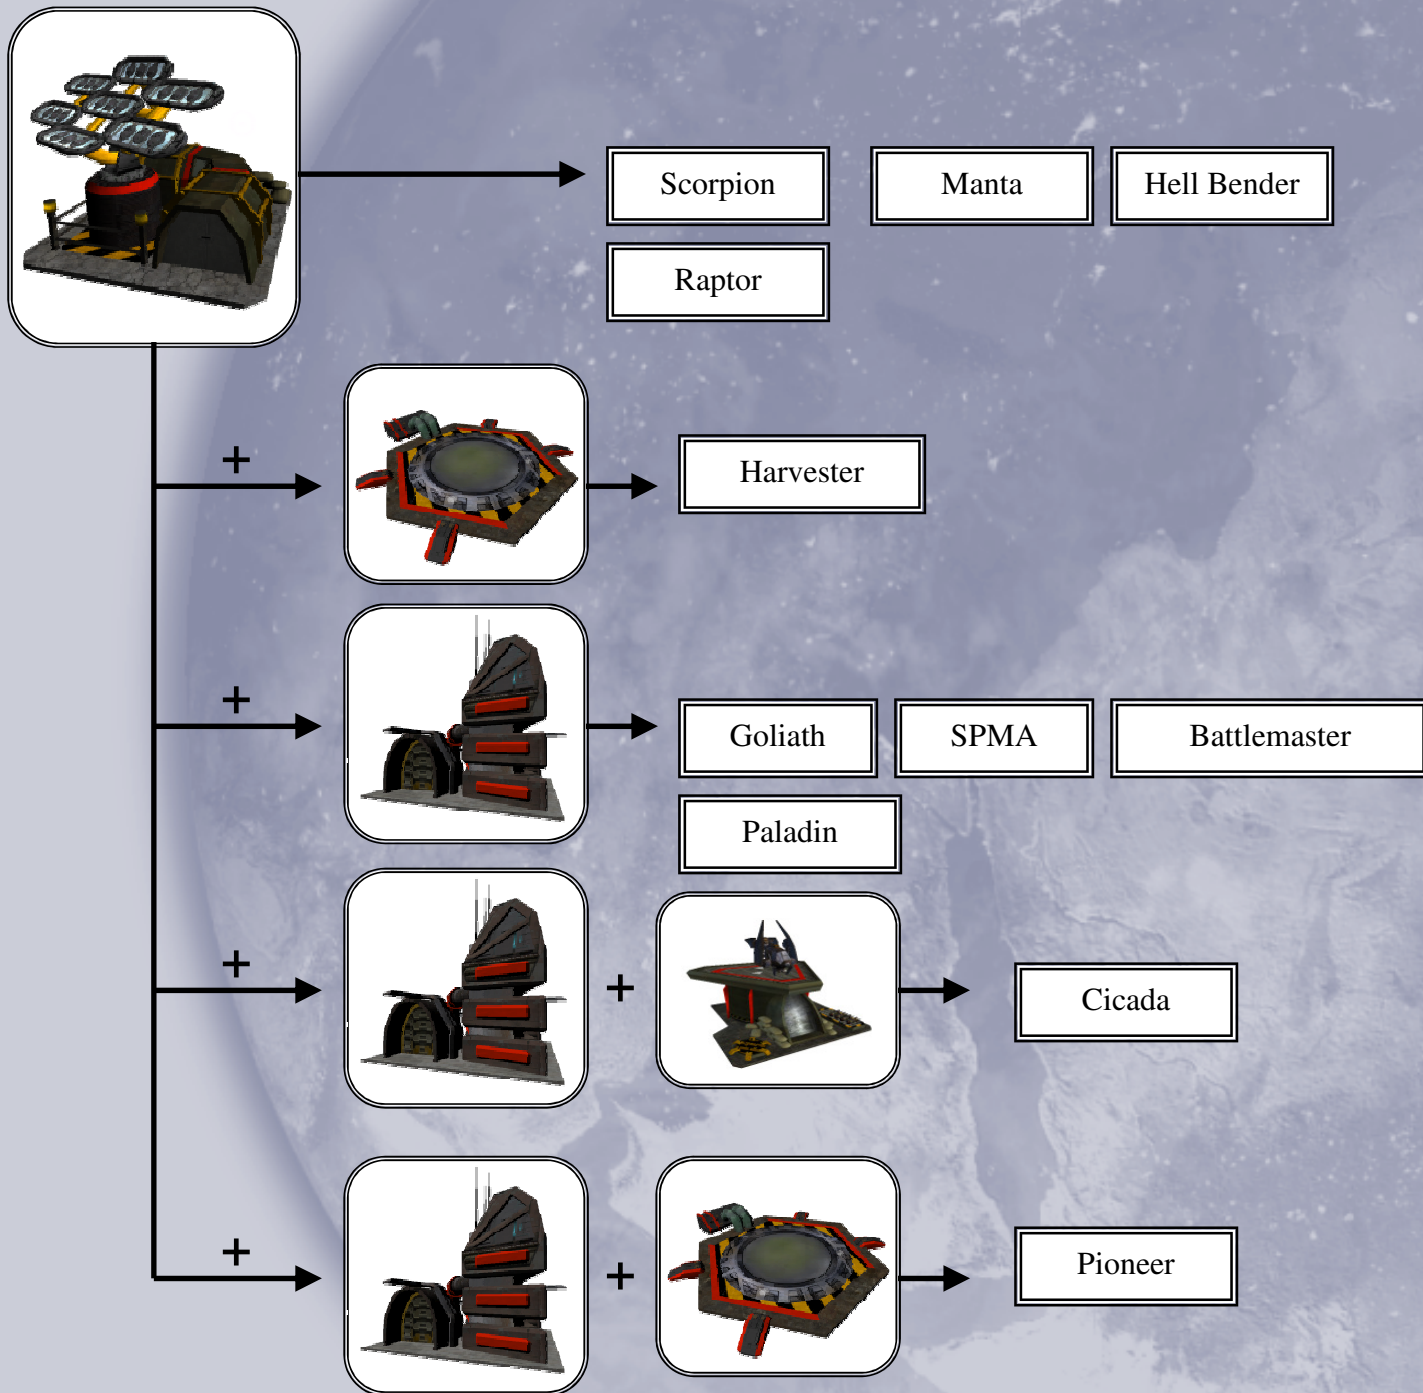 Scorpion
Manta
Hell Bender
Raptor
+
Harvester
+
Goliath
SPMA
Battlemaster
Paladin
+
+
Cicada
+
+
Pioneer